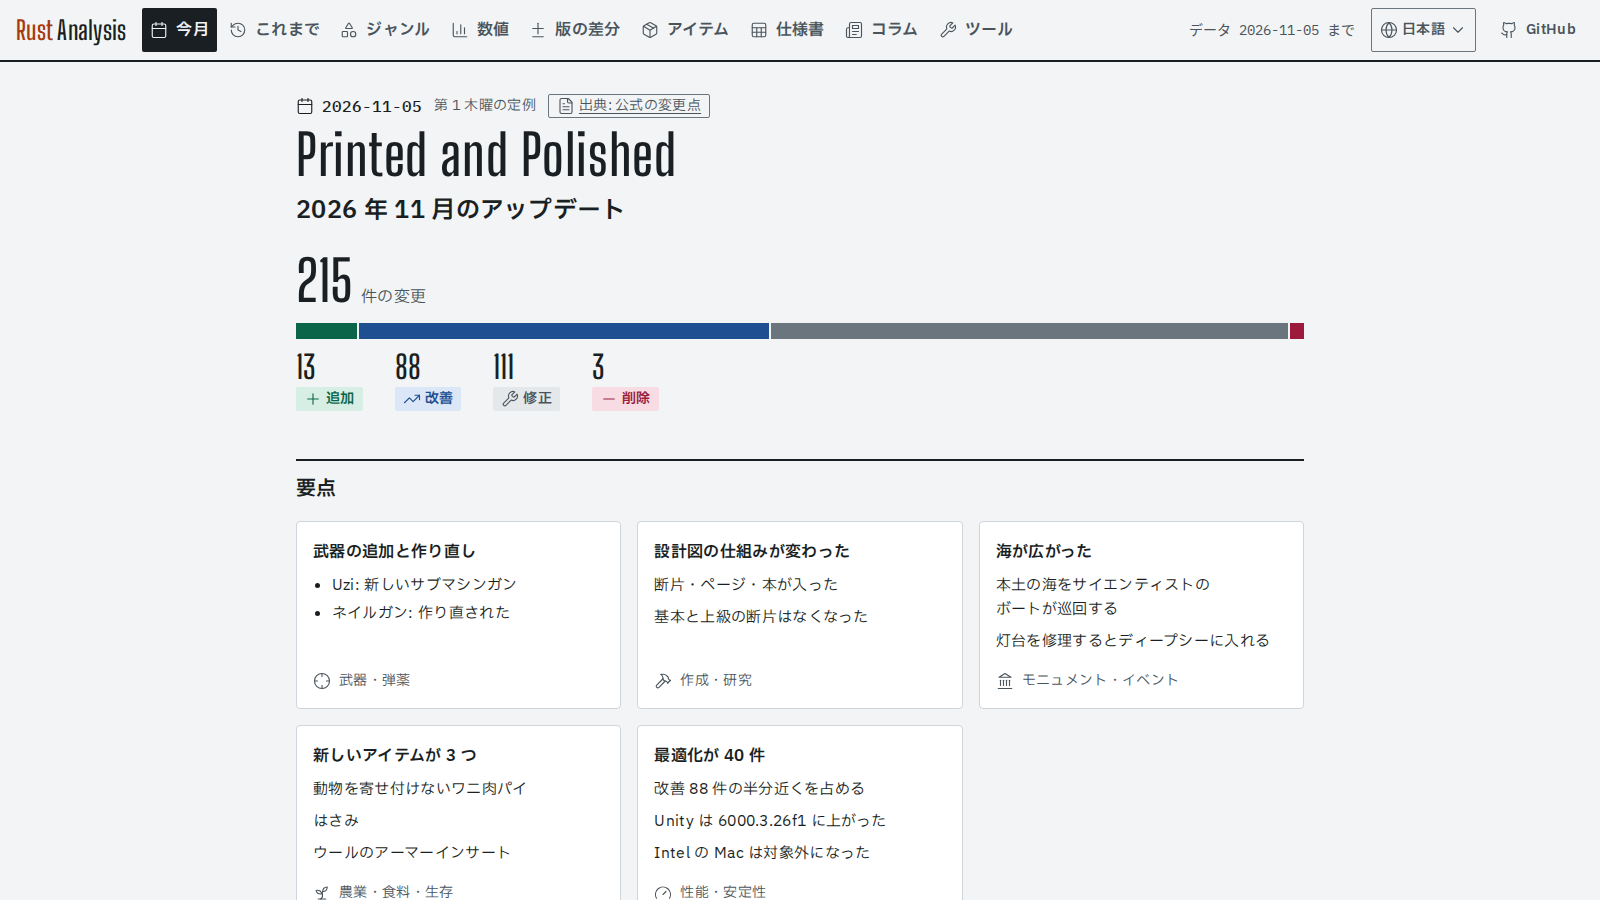 Rust Analysis
今月
これまで
ジャンル
数値
版の差分
アイテム
仕様書
コラム
ツール
データ 2026-11-05 まで
日本語
GitHub
2026-11-05 第1木曜の定例 出典: 公式の変更点
Printed and Polished
2026 年 11 月のアップデート
215 件の変更
13 88 111 3
追加 改善 修正 削除
要点
武器の追加と作り直し
Uzi: 新しいサブマシンガン
ネイルガン: 作り直された
武器・弾薬
設計図の仕組みが変わった
断片・ページ・本が入った
基本と上級の断片はなくなった
作成・研究
海が広がった
本土の海をサイエンティストの
ボートが巡回する
灯台を修理するとディープシーに入れる
モニュメント・イベント
新しいアイテムが 3 つ
動物を寄せ付けないワニ肉パイ
はさみ
ウールのアーマーインサート
農業・食料・生存
最適化が 40 件
改善 88 件の半分近くを占める
Unity は 6000.3.26f1 に上がった
Intel の Mac は対象外になった
性能・安定性